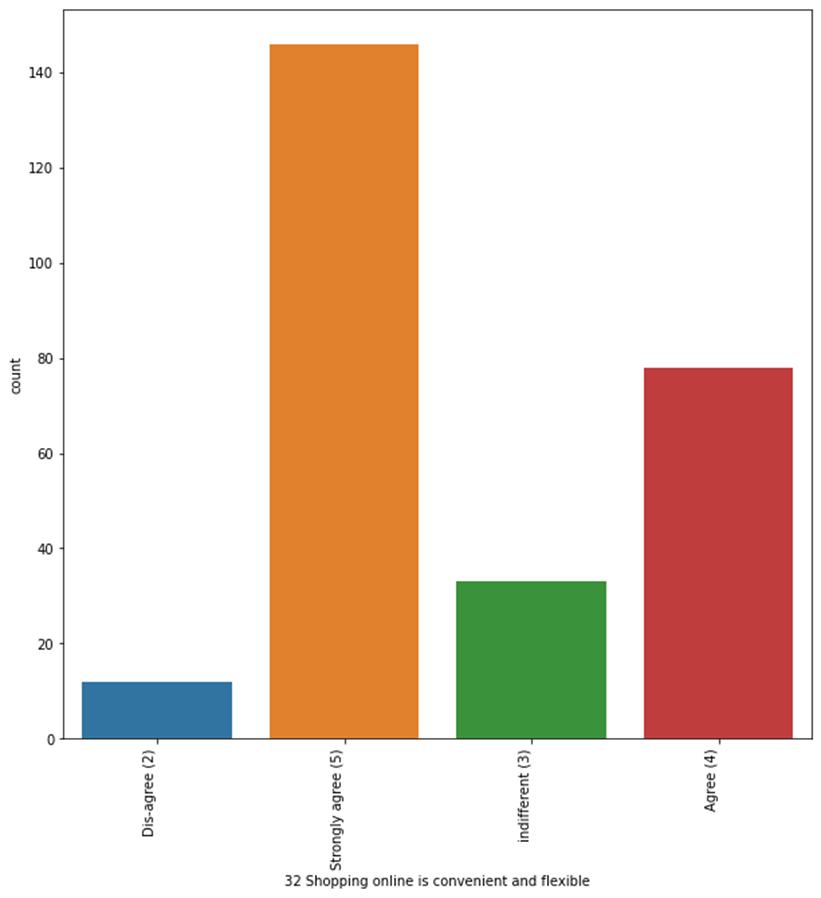 140
120
100
80
60
40
20
0
count
Dis-agree (2)
Strongly agree (5)
indifferent (3)
Agree (4)
32 Shopping online is convenient and flexible